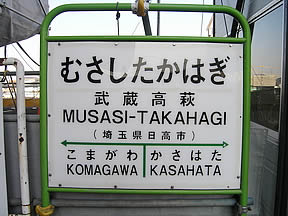 むさしたかはぎ
武蔵高萩
MUSASI-TAKAHAGI
(埼玉県日高市)
こまがわ かさはた
KOMAGAWA KASAHATA